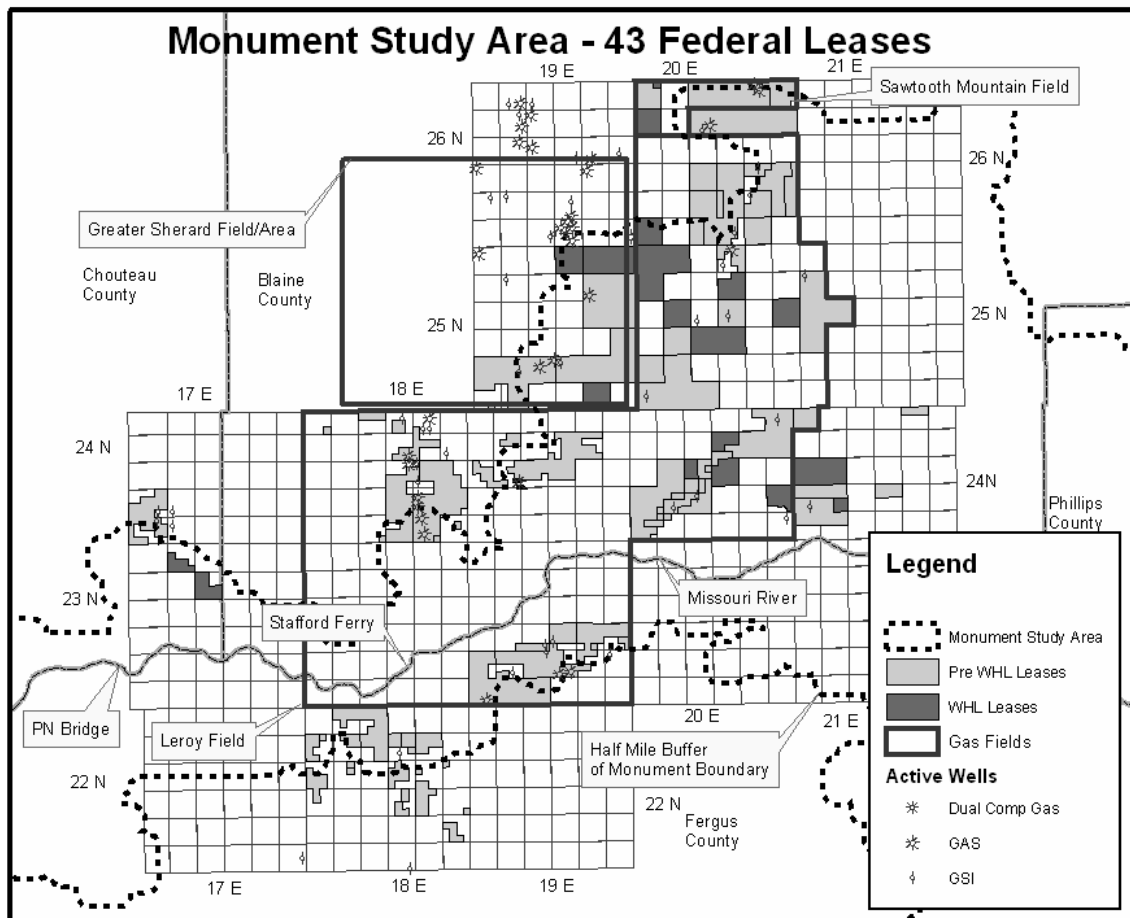 Monument Study Area - 43 Federal Leases
19 E
20 E
21 E
Sawtooth Mountain Field
26 N
26 N
Greater Sherard Field/Area
Chouteau
County
Blaine
County
25 N
25 N
17 E
18 E
24 N
24N
Phillips
County
Legend
Monument Study Area
Pre WHL Leases
WHL Leases
Gas Fields
Active Wells
Dual Comp Gas
GAS
GSI
23 N
Missouri River
Stafford Ferry
PN Bridge
Leroy Field
20 E
21 E
Half Mile Buffer
of Monument Boundary
22 N
22 N
Fergus
County
17 E
18 E
19 E